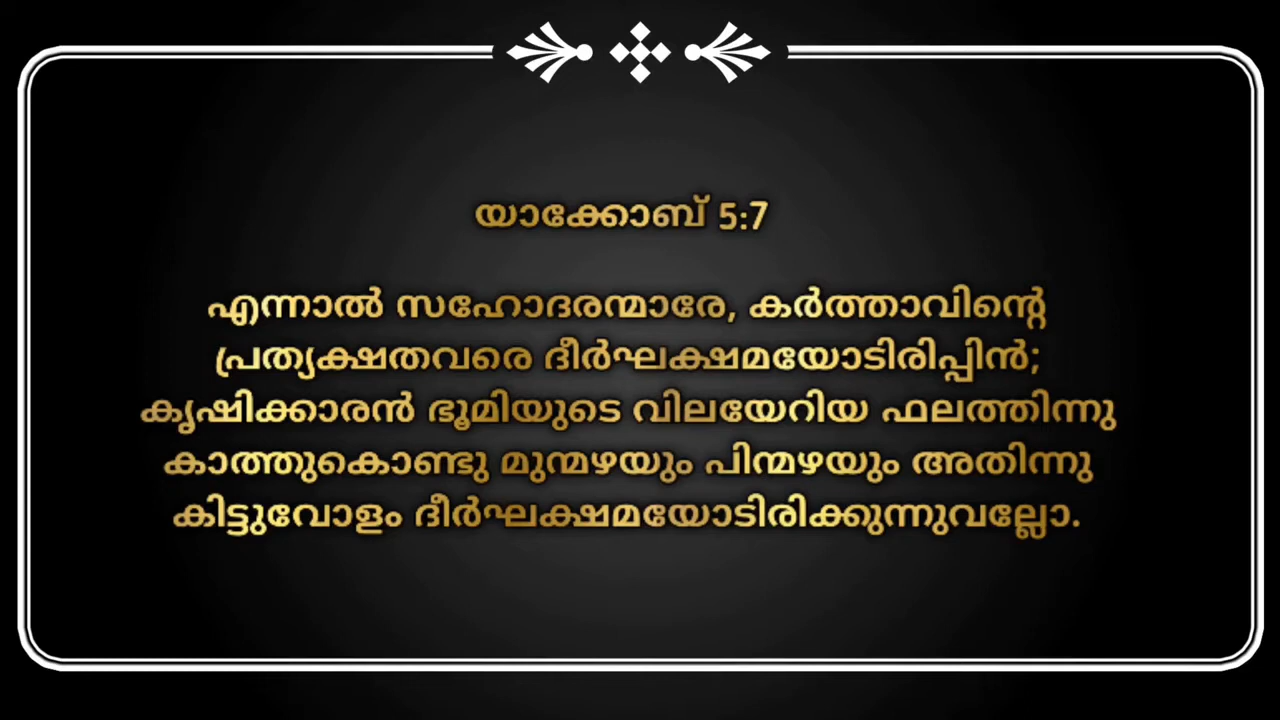 യാക്കോബ് 5:7
എന്നാൽ സഹോദരന്മാരേ, കർത്താവിന്റെ
പ്രത്യക്ഷതവരെ ദീർഘക്ഷമയോടിരിപ്പിൻ;
കൃഷിക്കാരൻ ഭൂമിയുടെ വിലയേറിയ ഫലത്തിന്നു
കാത്തുകൊണ്ടു മുന്മഴയും പിന്മഴയും അതിന്നു
കിട്ടുവോളം ദീർഘക്ഷമയോടിരിക്കുന്നുവല്ലോ.